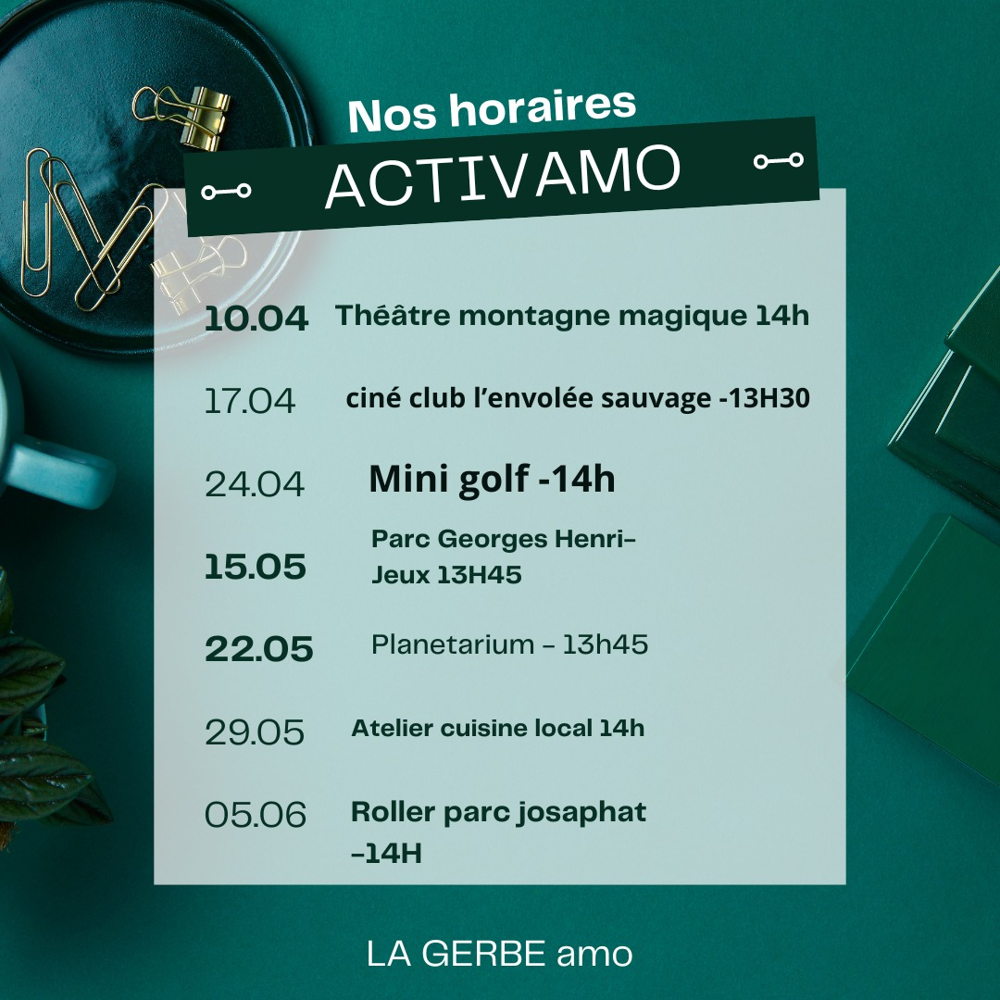 Nos horaires
ACTIVAMO
10.04 Théâtre montagne magique 14h
17.04 ciné club l’envolée sauvage -13H30
24.04 Mini golf -14h
15.05 Parc Georges Henri-
Jeux 13H45
22.05 Planetarium - 13h45
29.05 Atelier cuisine local 14h
05.06 Roller parc josaphat
-14H
LA GERBE amo